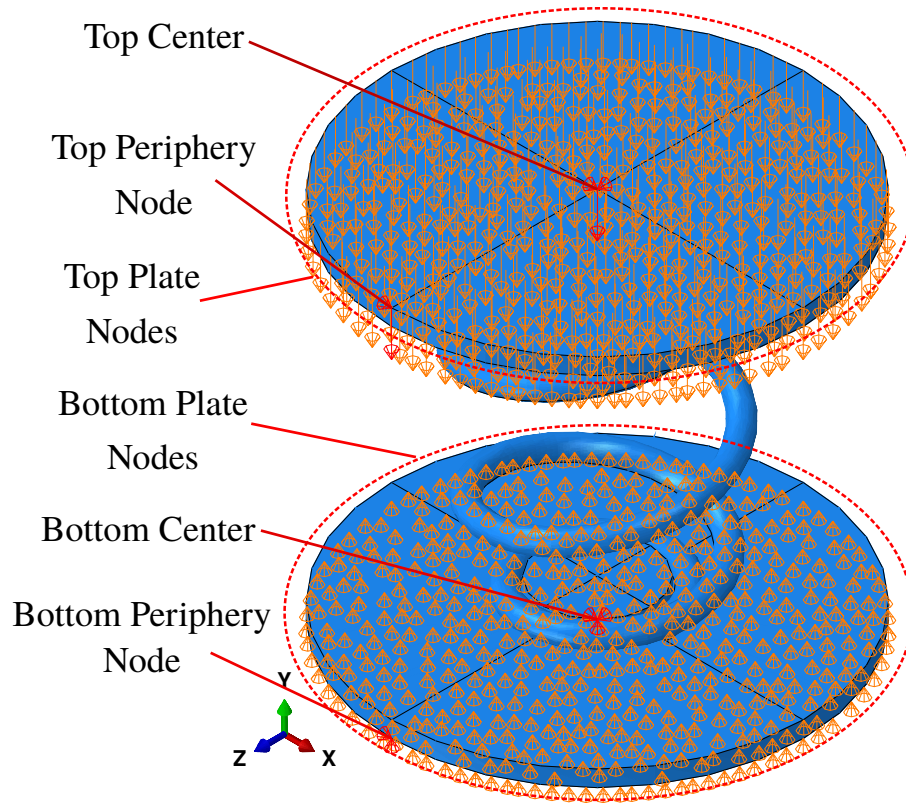 Top Center
Top Periphery
Node
Top Plate
Nodes
Bottom Plate
Nodes
Bottom Center
Bottom Periphery
Node
Y
Z
X